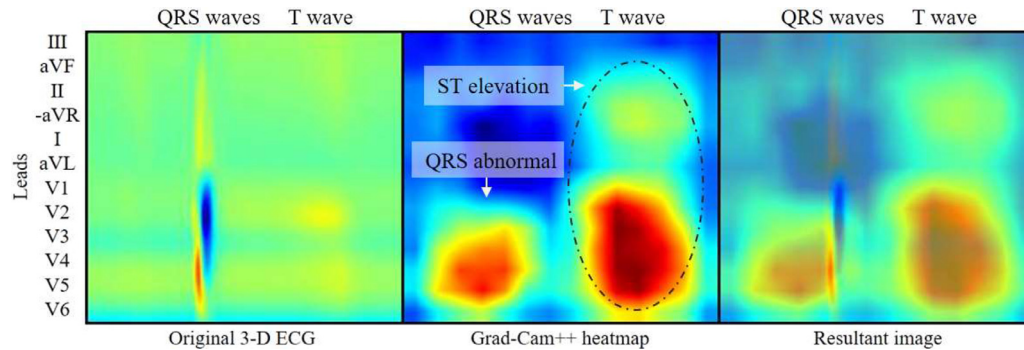 QRS waves T wave QRS waves T wave QRS waves T wave
Leads
III
aVF
II
-aVR
I
aVL
V1
V2
V3
V4
V5
V6
ST elevation
QRS abnormal
Original 3-D ECG Grad-Cam++ heatmap Resultant image